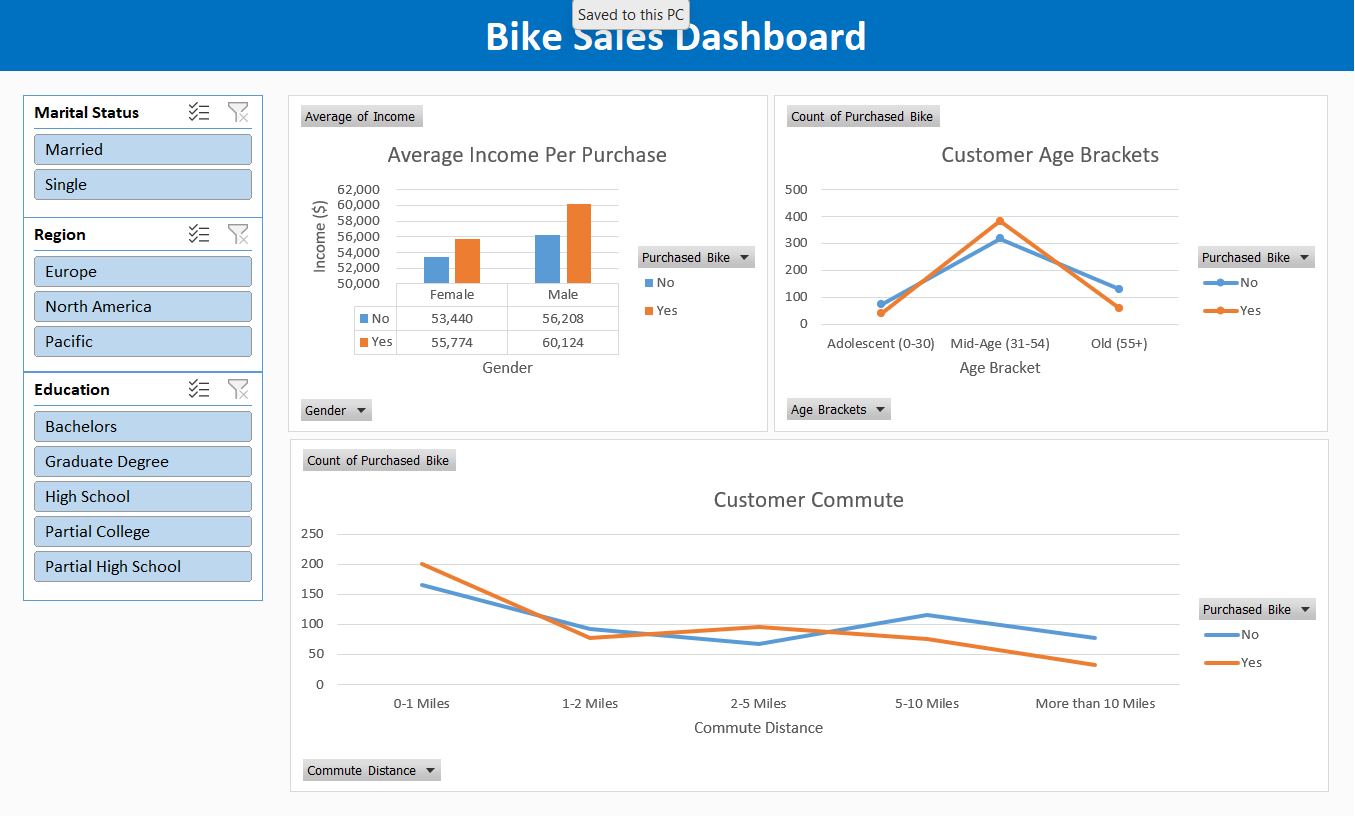 Saved to this PC
Bike Sales Dashboard
Marital Status
Married
Single
Region
Europe
North America
Pacific
Education
Bachelors
Graduate Degree
High School
Partial College
Partial High School
Average of Income
Average Income Per Purchase
Income ($)
62,000
60,000
58,000
56,000
54,000
52,000
50,000
Female Male
No 53,440 56,208
Yes 55,774 60,124
Gender
Purchased Bike
No
Yes
Gender
Count of Purchased Bike
Customer Age Brackets
500
400
300
200
100
0
Adolescent (0-30) Mid-Age (31-54) Old (55+)
Age Bracket
Purchased Bike
No
Yes
Age Brackets
Count of Purchased Bike
Customer Commute
250
200
150
100
50
0
0-1 Miles 1-2 Miles 2-5 Miles 5-10 Miles More than 10 Miles
Commute Distance
Purchased Bike
No
Yes
Commute Distance